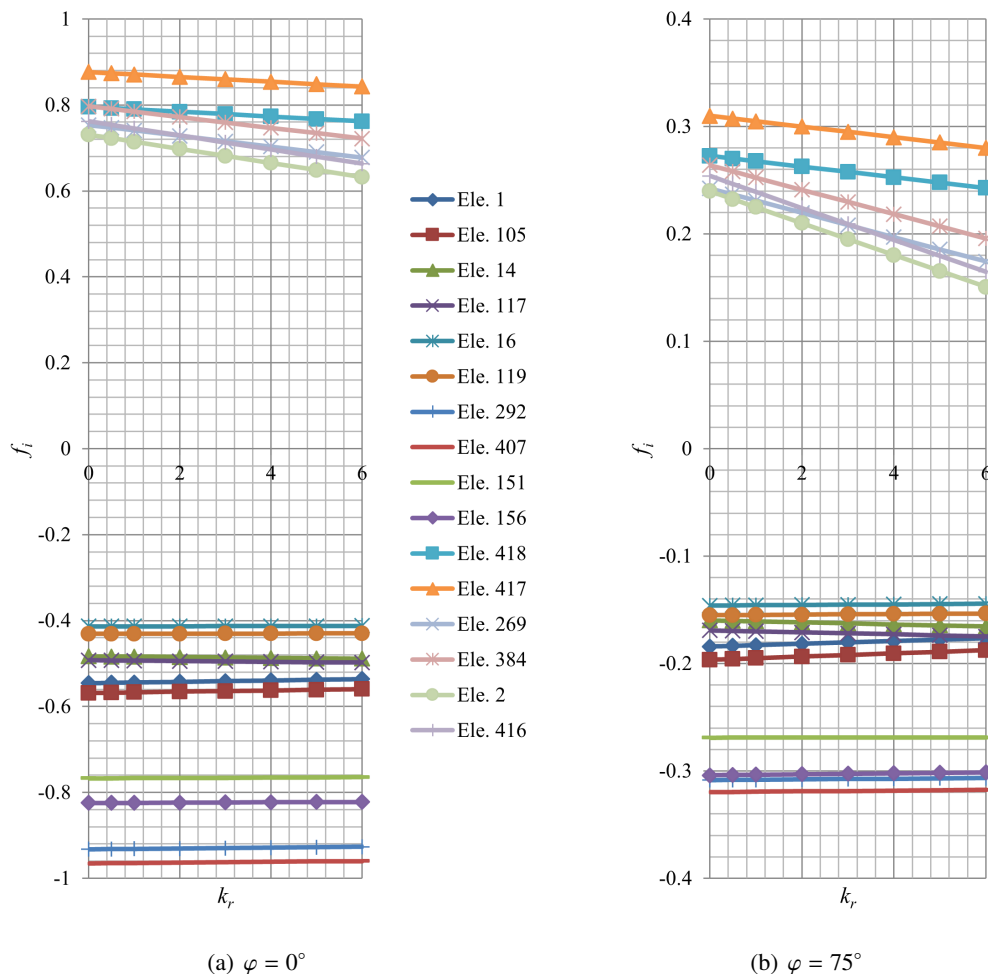 1
0.8
0.6
0.4
0.2
0
-0.2
-0.4
-0.6
-0.8
-1
0 2 4 6
f_i
k_r
Ele. 1
Ele. 105
Ele. 14
Ele. 117
Ele. 16
Ele. 119
Ele. 292
Ele. 407
Ele. 151
Ele. 156
Ele. 418
Ele. 417
Ele. 269
Ele. 384
Ele. 2
Ele. 416
0.4
0.3
0.2
0.1
0
-0.1
-0.2
-0.3
-0.4
0 2 4 6
f_i
k_r
(a) φ = 0°
(b) φ = 75°